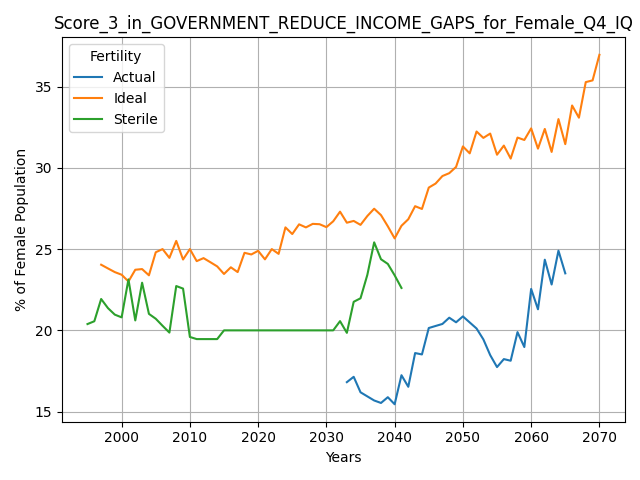 Score_3_in_GOVERNMENT_REDUCE_INCOME_GAPS_for_Female_Q4_IQ
Fertility
Actual
Ideal
Sterile
% of Female Population
35
30
25
20
15
2000 2010 2020 2030 2040 2050 2060 2070
Years